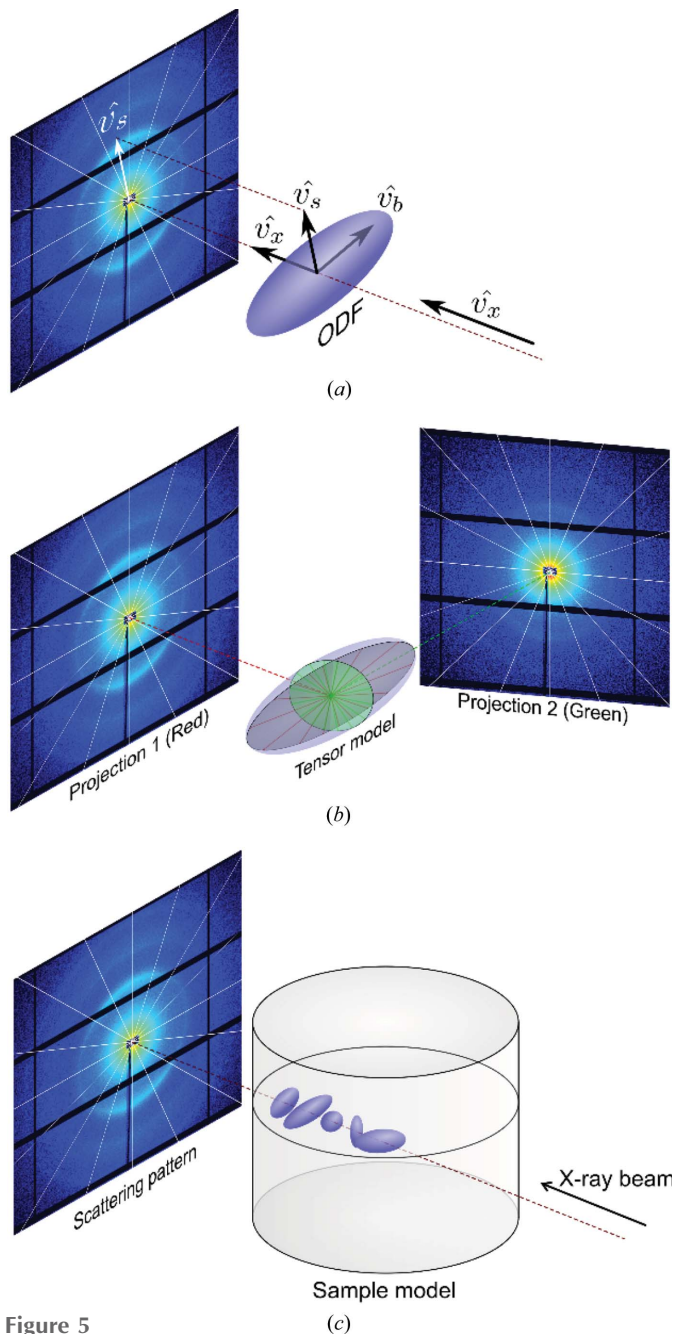 v̂s
v̂s
v̂b
v̂x
v̂x
ODF
(a)
Projection 1 (Red)
Tensor model
Projection 2 (Green)
(b)
Scattering pattern
X-ray beam
Sample model
Figure 5
(c)